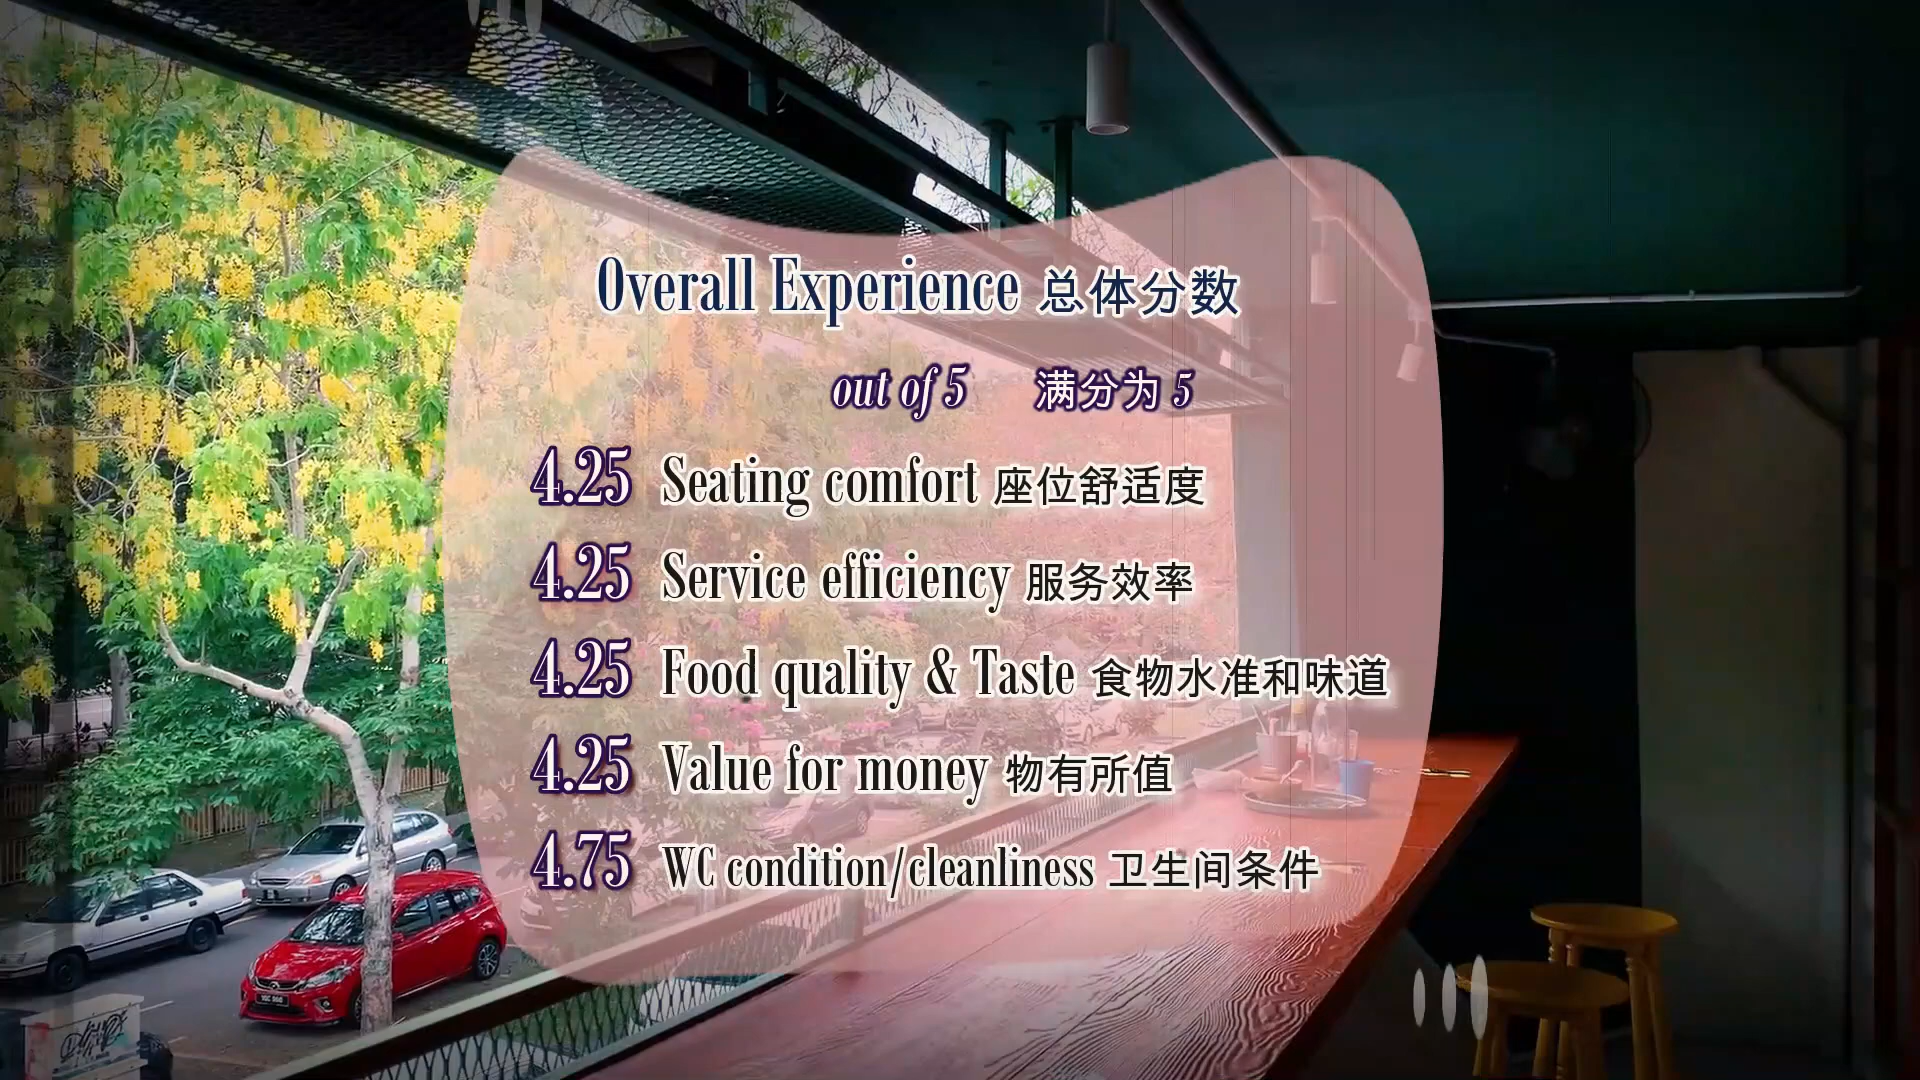 Overall Experience 总体分数
out of 5 满分为 5
4.25 Seating comfort 座位舒适度
4.25 Service efficiency 服务效率
4.25 Food quality & Taste 食物水准和味道
4.25 Value for money 物有所值
4.75 WC condition/cleanliness 卫生间条件